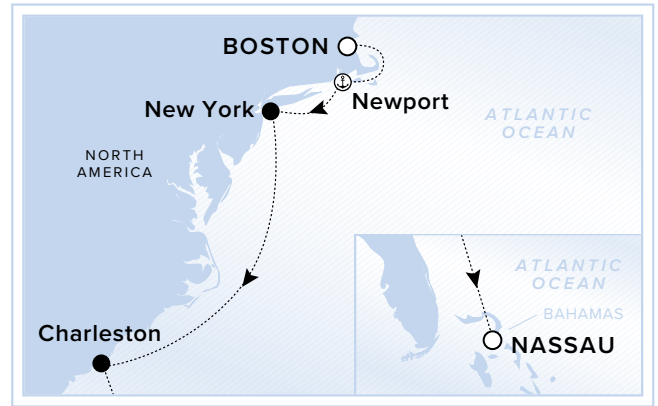 BOSTON
Newport
New York
ATLANTIC
OCEAN
NORTH
AMERICA
Charleston
ATLANTIC
OCEAN
BAHAMAS
NASSAU